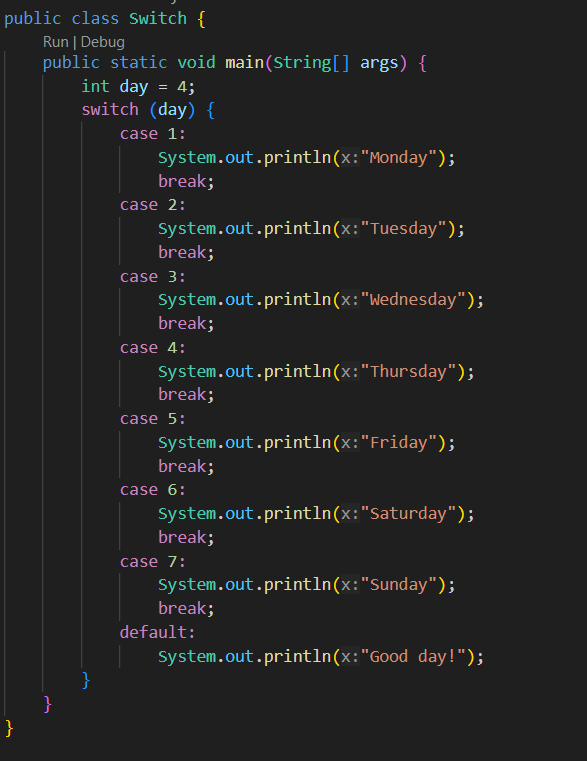 public class Switch {
Run | Debug
public static void main(String[] args) {
int day = 4;
switch (day) {
case 1:
System.out.println(x:"Monday");
break;
case 2:
System.out.println(x:"Tuesday");
break;
case 3:
System.out.println(x:"Wednesday");
break;
case 4:
System.out.println(x:"Thursday");
break;
case 5:
System.out.println(x:"Friday");
break;
case 6:
System.out.println(x:"Saturday");
break;
case 7:
System.out.println(x:"Sunday");
break;
default:
System.out.println(x:"Good day!");
}
}
}